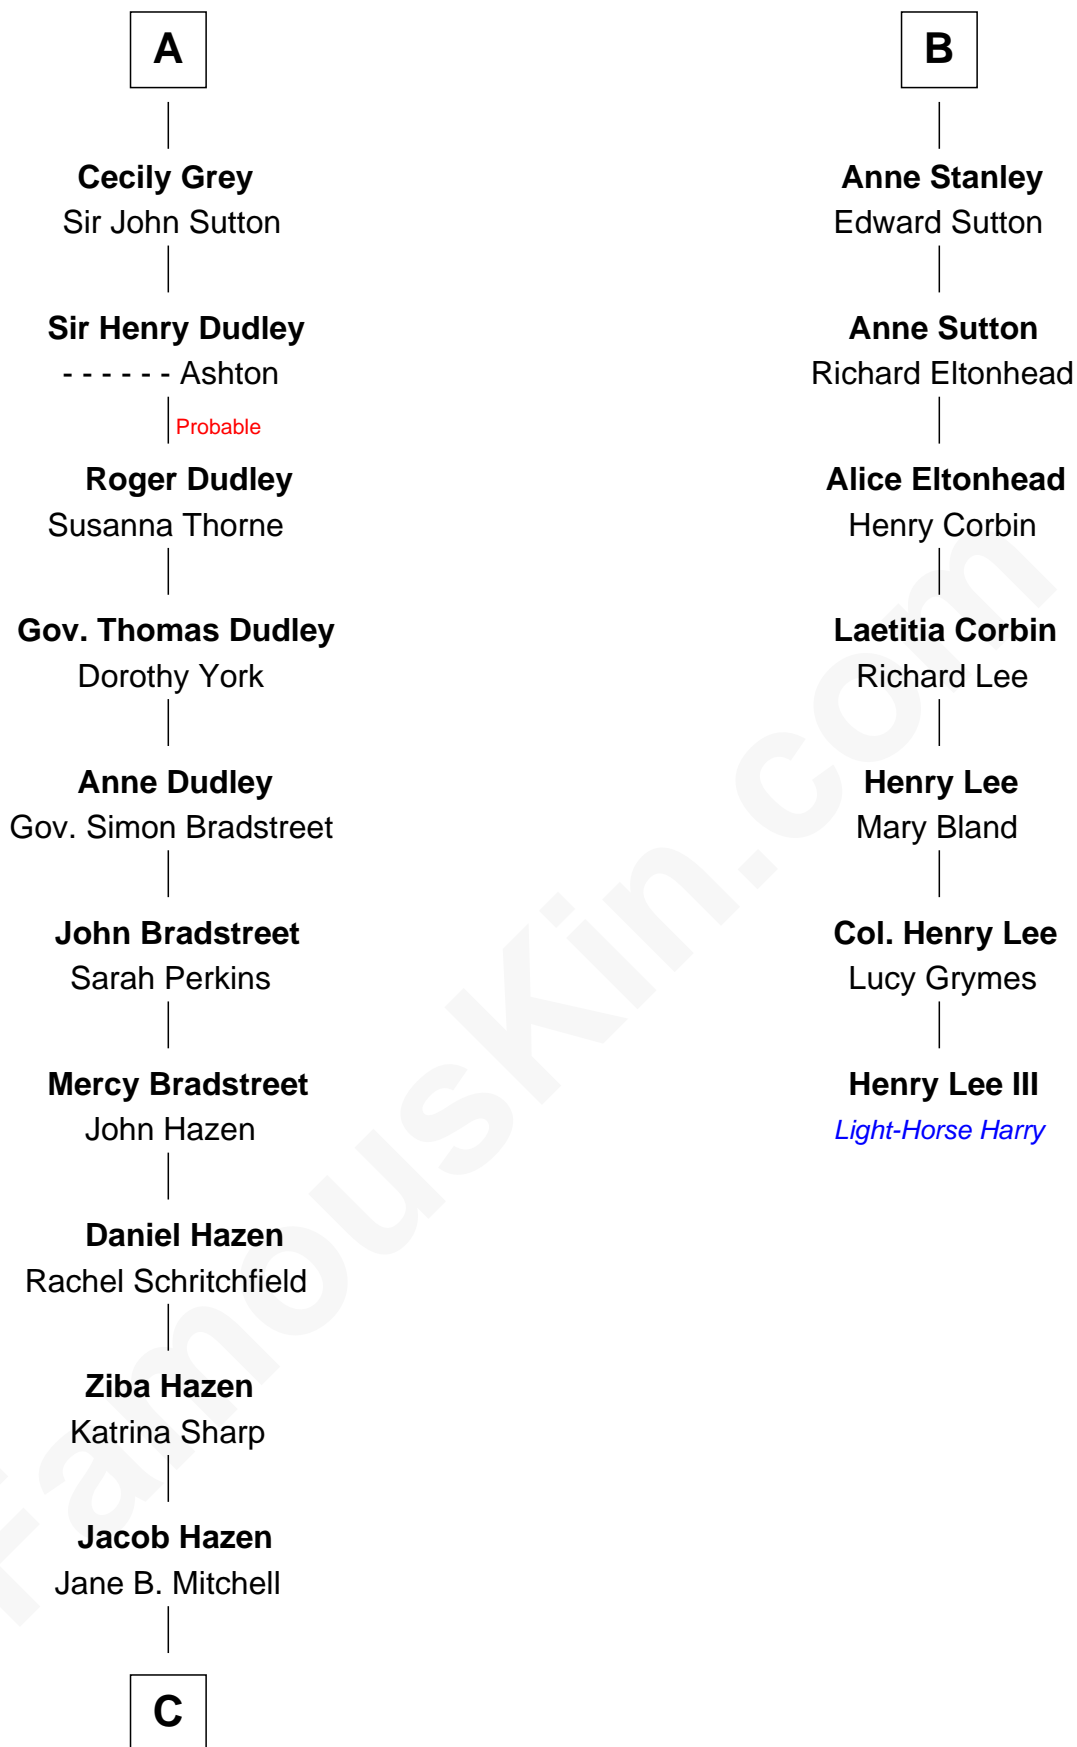 A
Cecily Grey
Sir John Sutton
Sir Henry Dudley
- - - - - - Ashton
Probable
Roger Dudley
Susanna Thorne
Gov. Thomas Dudley
Dorothy York
Anne Dudley
Gov. Simon Bradstreet
John Bradstreet
Sarah Perkins
Mercy Bradstreet
John Hazen
Daniel Hazen
Rachel Schritchfield
Ziba Hazen
Katrina Sharp
Jacob Hazen
Jane B. Mitchell
C
B
Anne Stanley
Edward Sutton
Anne Sutton
Richard Eltonhead
Alice Eltonhead
Henry Corbin
Laetitia Corbin
Richard Lee
Henry Lee
Mary Bland
Col. Henry Lee
Lucy Grymes
Henry Lee III
Light-Horse Harry
FamousKin.com